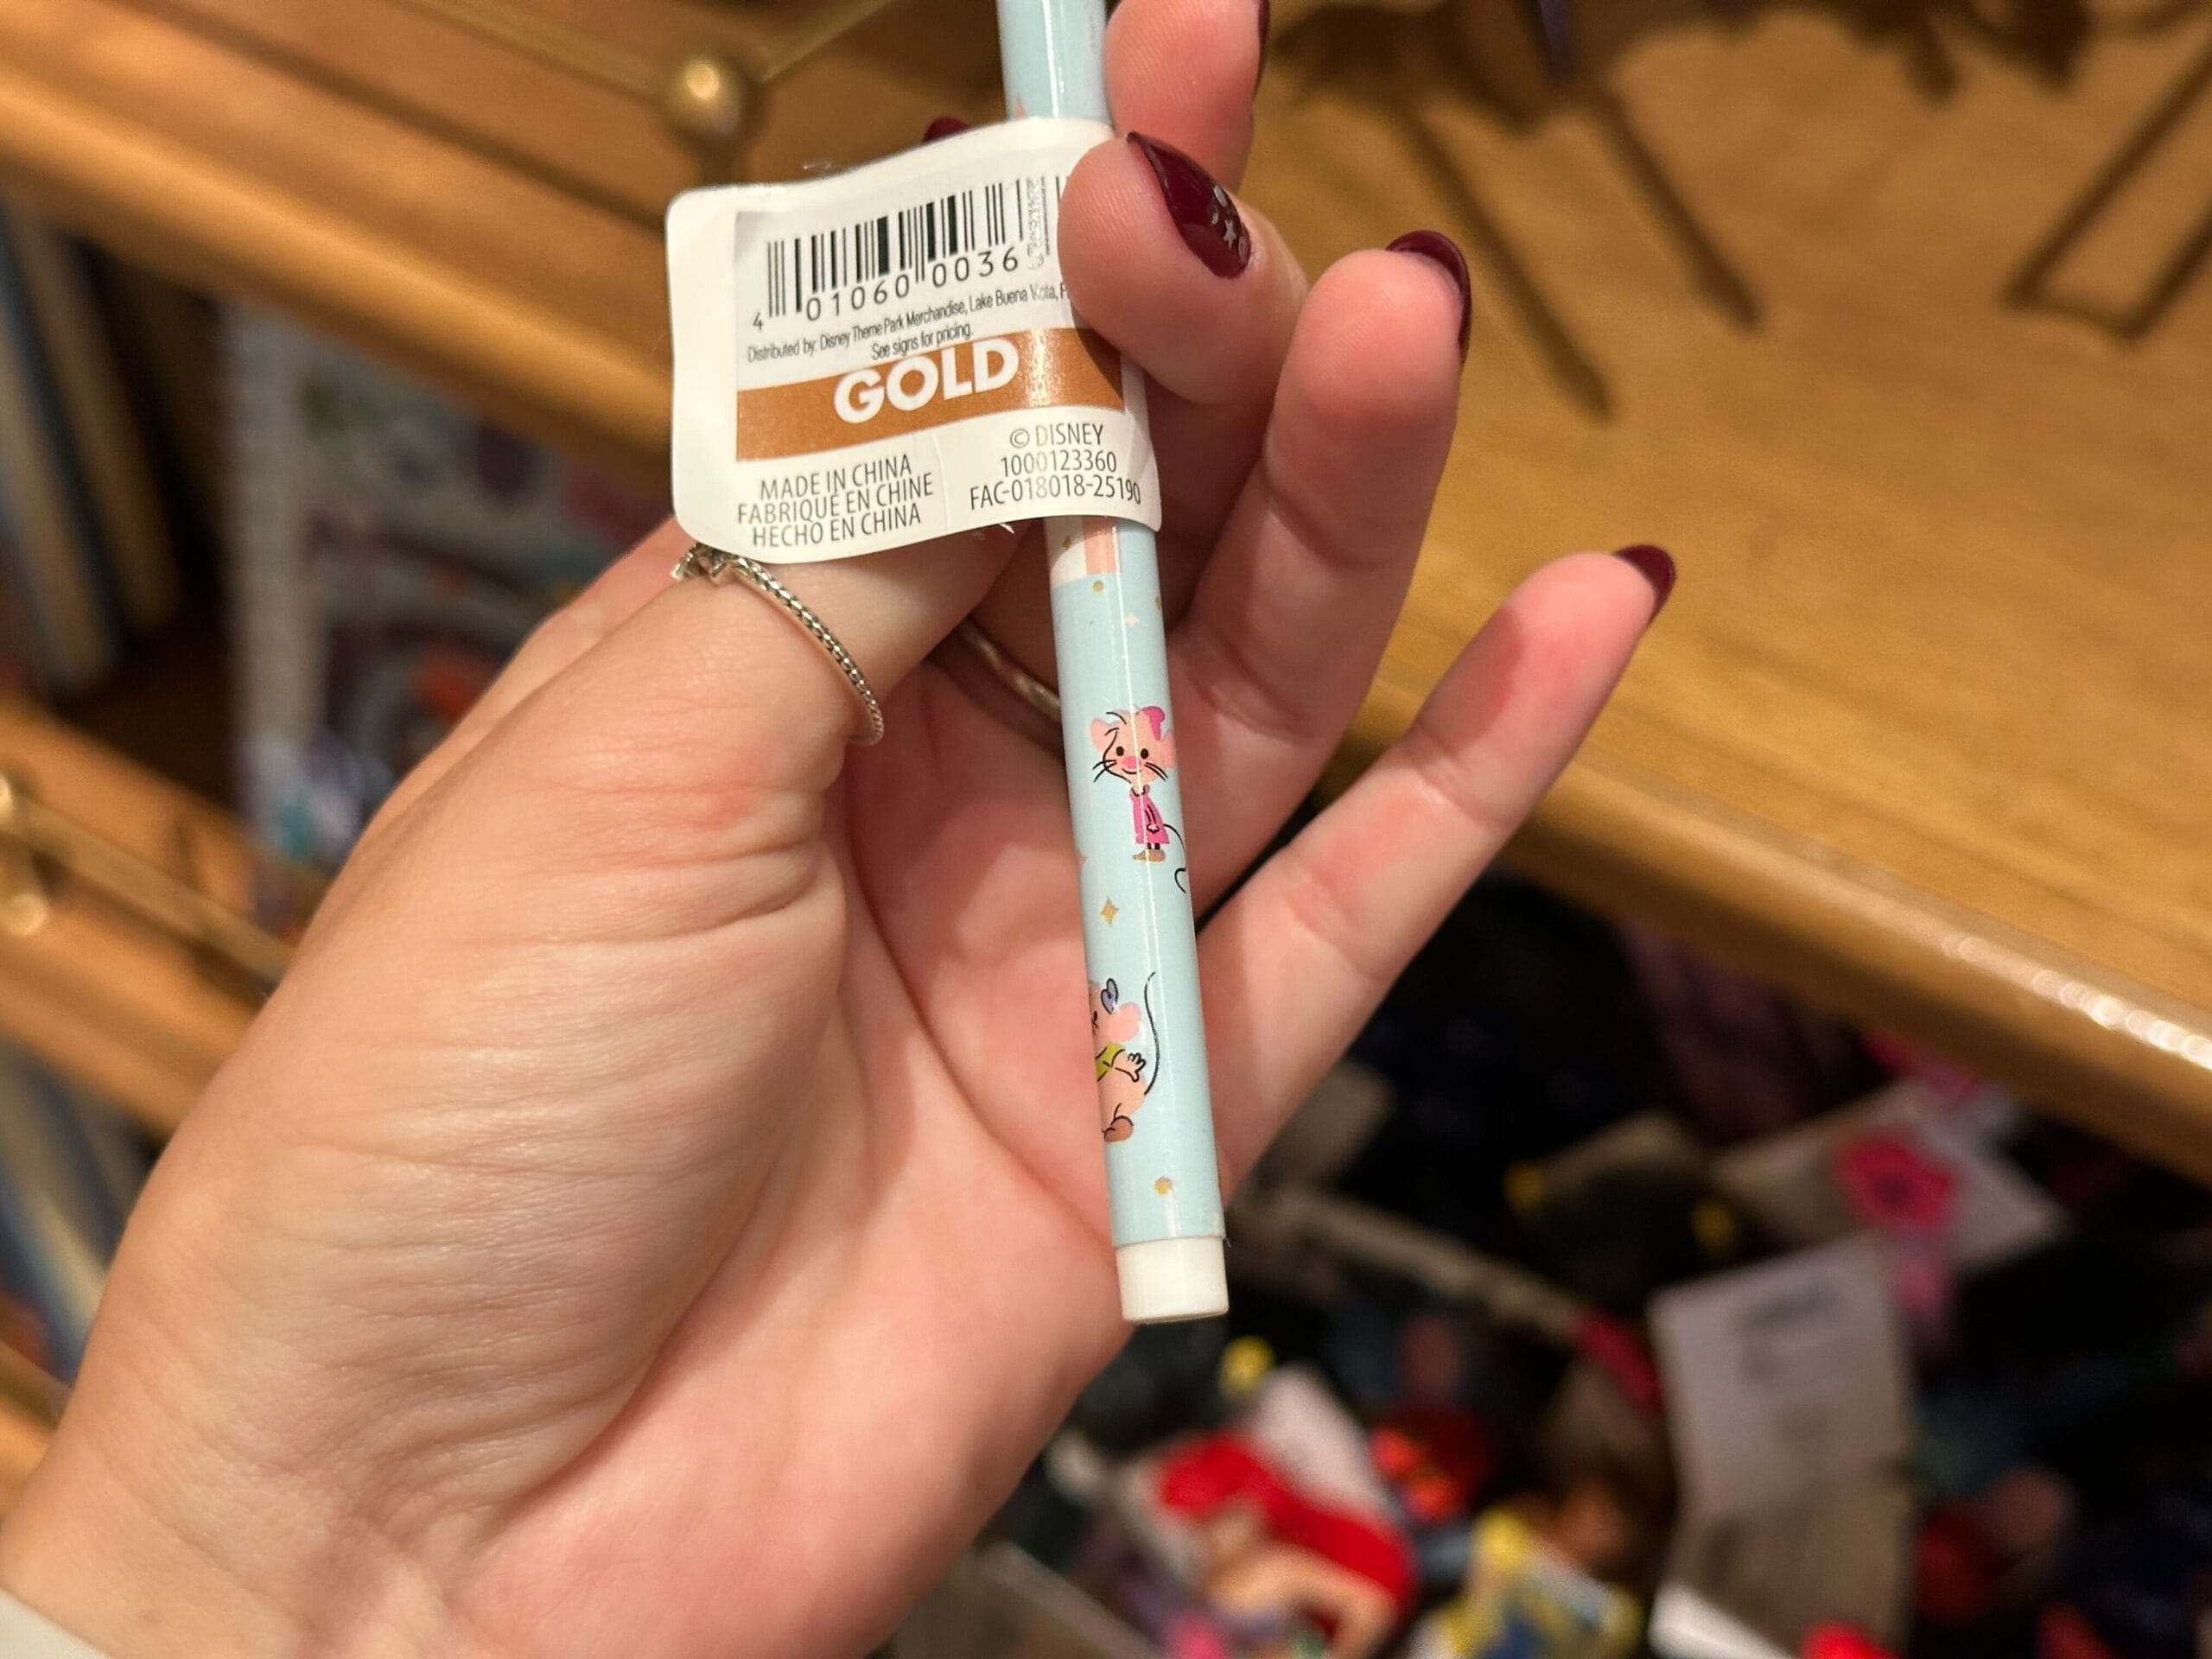 4 01060 0036
Distributed by: Disney Theme Park Merchandise, Lake Buena Vista,
See signs for pricing.
GOLD
MADE IN CHINA
FABRIQUÉ EN CHINE
HECHO EN CHINA
© DISNEY
1000123360
FAC-018018-25190